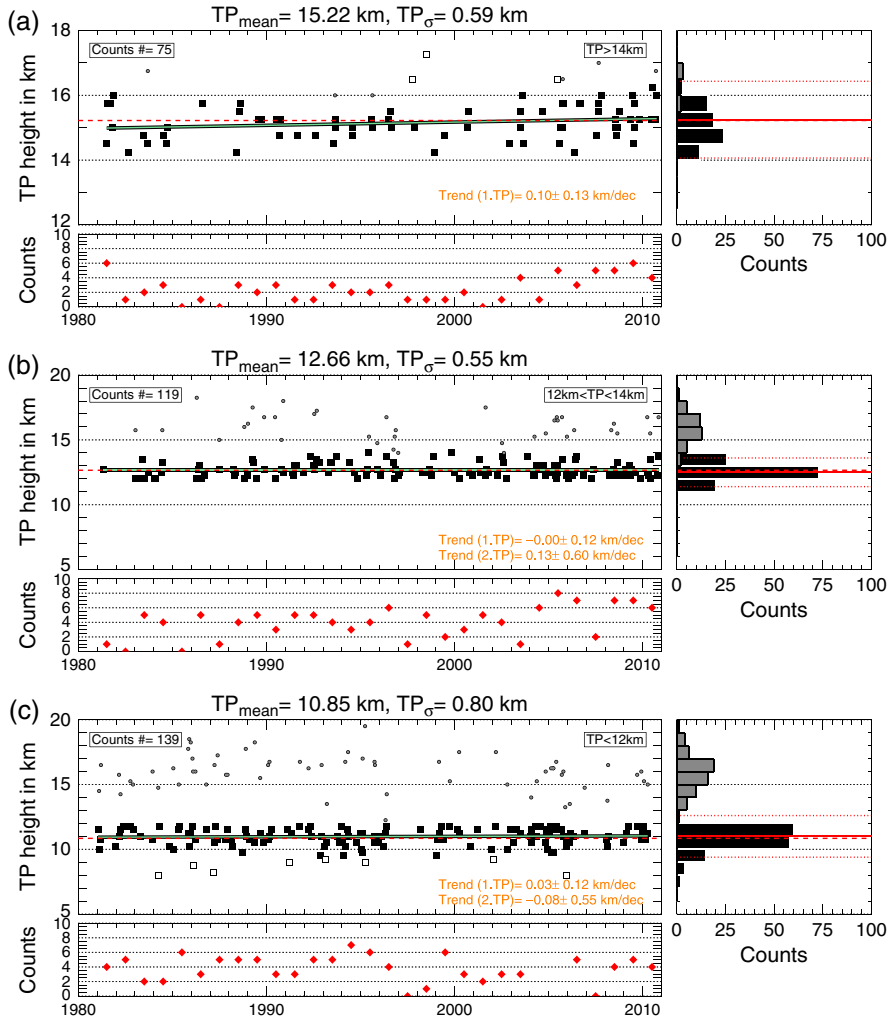 (a)
TPmean= 15.22 km, TPσ= 0.59 km
TP height in km
18
16
14
12
Counts #= 75
TP>14km
Trend (1.TP)= 0.10± 0.13 km/dec
Counts
10
8
6
4
2
0
1980 1990 2000 2010
0 25 50 75 100
Counts
(b)
TPmean= 12.66 km, TPσ= 0.55 km
TP height in km
20
15
10
5
Counts # 119
12km<TP<14km
Trend (1.TP)= −0.00± 0.12 km/dec
Trend (2.TP)= 0.13± 0.60 km/dec
Counts
10
8
6
4
2
0
1980 1990 2000 2010
0 25 50 75 100
Counts
(c)
TPmean= 10.85 km, TPσ= 0.80 km
TP height in km
20
15
10
5
Counts #= 139
TP<12km
Trend (1.TP)= 0.03± 0.12 km/dec
Trend (2.TP)= −0.08± 0.55 km/dec
Counts
10
8
6
4
2
0
1980 1990 2000 2010
0 25 50 75 100
Counts